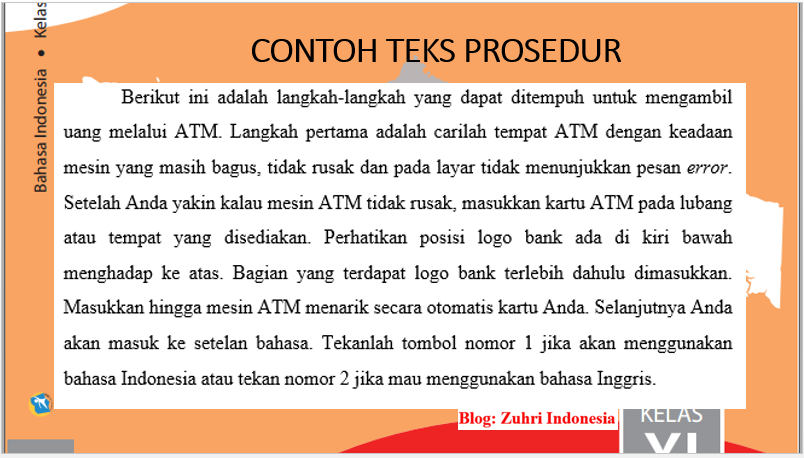 Bahasa Indonesia • Kelas
CONTOH TEKS PROSEDUR
Berikut ini adalah langkah-langkah yang dapat ditempuh untuk mengambil
uang melalui ATM. Langkah pertama adalah carilah tempat ATM dengan keadaan
mesin yang masih bagus, tidak rusak dan pada layar tidak menunjukkan pesan error.
Setelah Anda yakin kalau mesin ATM tidak rusak, masukkan kartu ATM pada lubang
atau tempat yang disediakan. Perhatikan posisi logo bank ada di kiri bawah
menghadap ke atas. Bagian yang terdapat logo bank terlebih dahulu dimasukkan.
Masukkan hingga mesin ATM menarik secara otomatis kartu Anda. Selanjutnya Anda
akan masuk ke setelan bahasa. Tekanlah tombol nomor 1 jika akan menggunakan
bahasa Indonesia atau tekan nomor 2 jika mau menggunakan bahasa Inggris.
Blog: Zuhri Indonesia
KELAS
XI